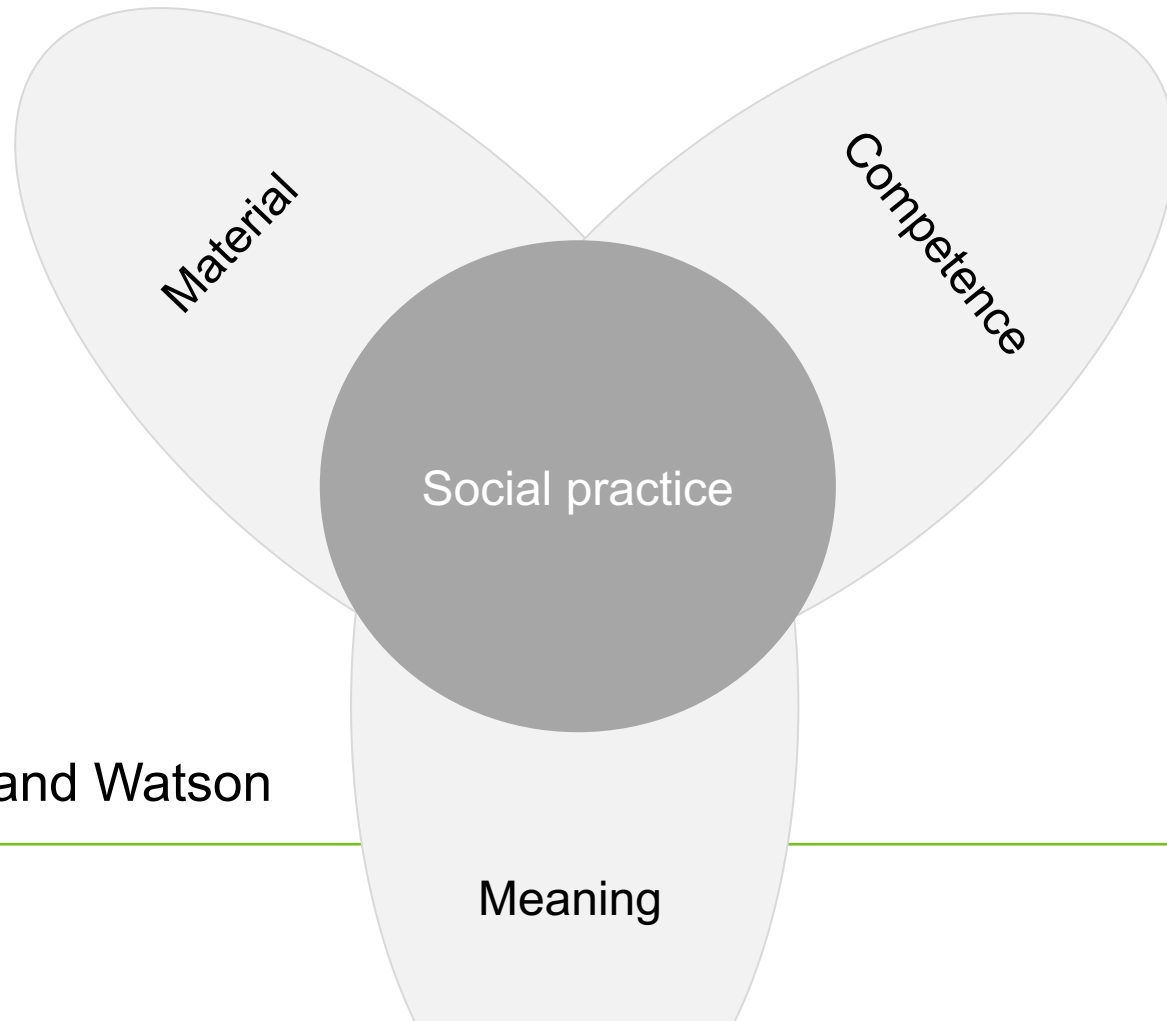 Material
Competence
Social practice
and Watson
Meaning